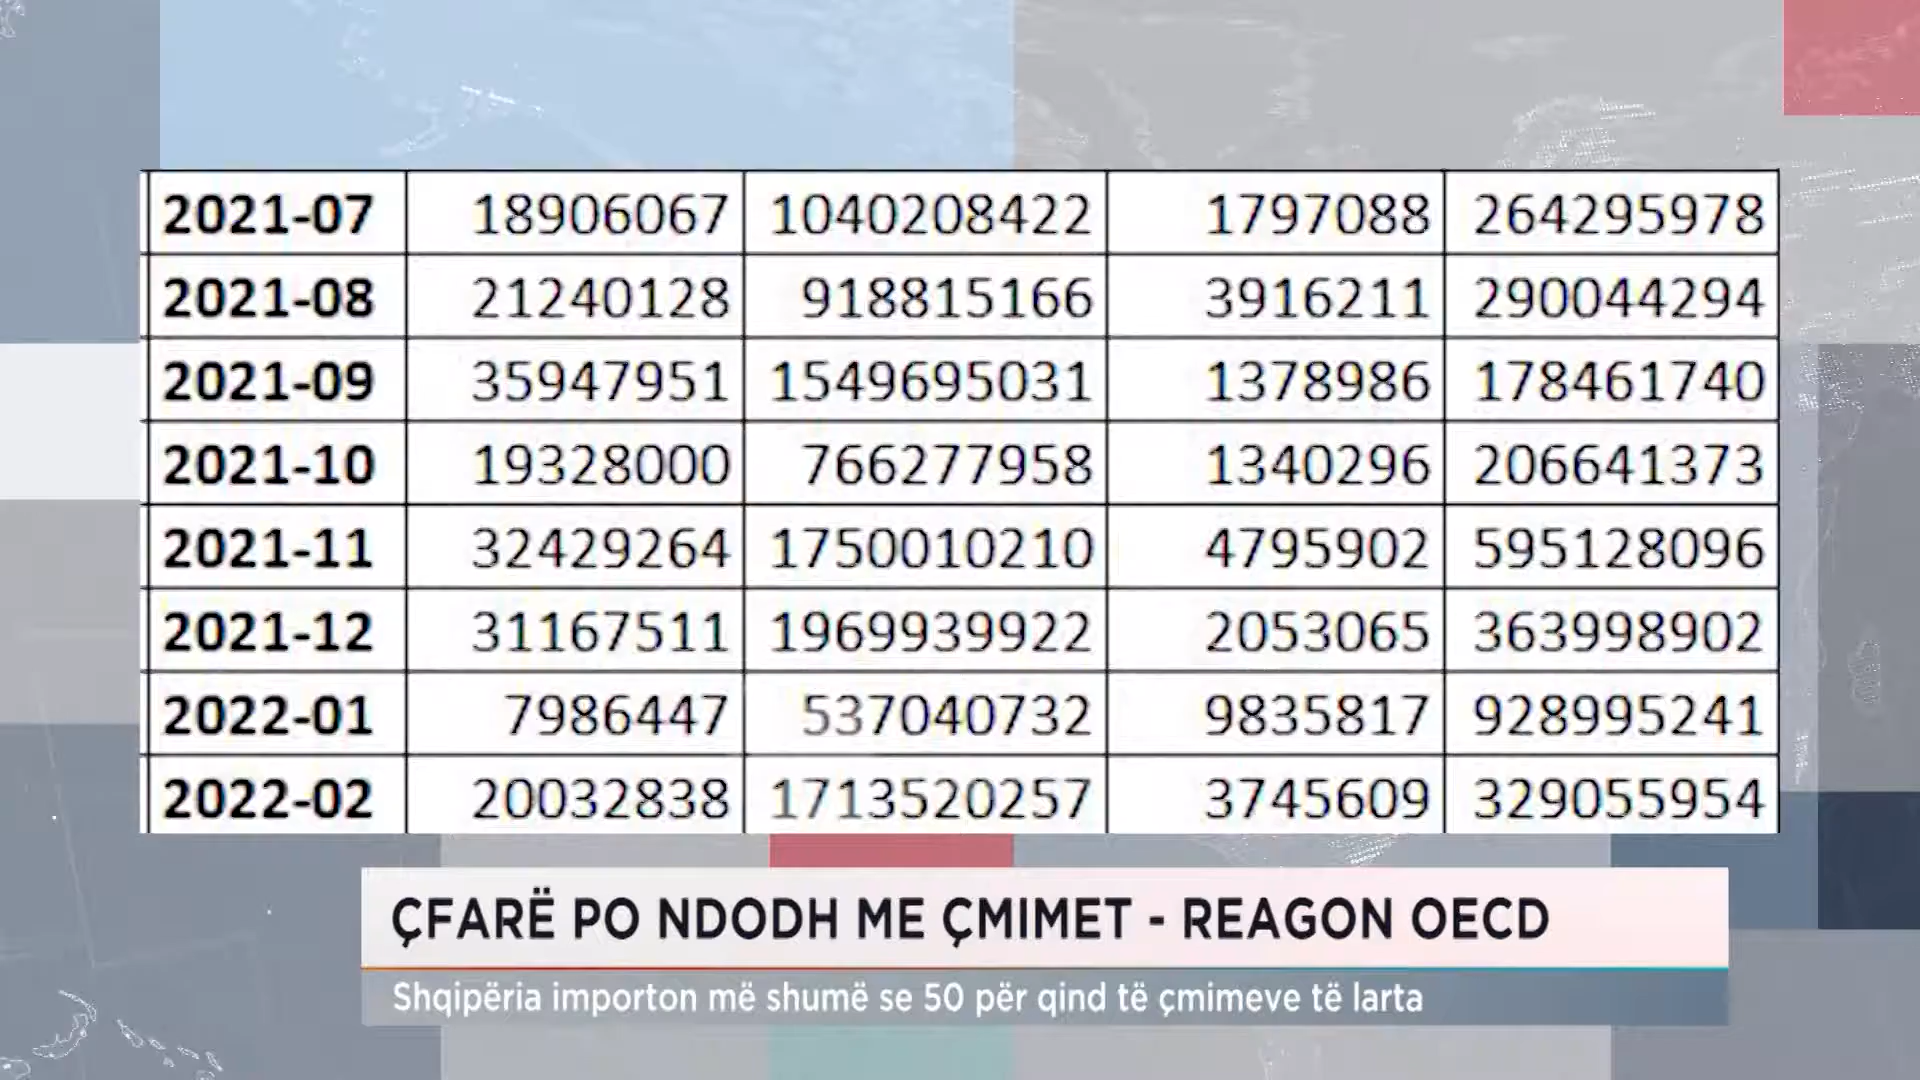 2021-07 18906067 1040208422 1797088 264295978
2021-08 21240128 918815166 3916211 290044294
2021-09 35947951 1549695031 1378986 178461740
2021-10 19328000 766277958 1340296 206641373
2021-11 32429264 1750010210 4795902 595128096
2021-12 31167511 1969939922 2053065 363998902
2022-01 7986447 537040732 9835817 928995241
2022-02 20032838 1713520257 3745609 329055954
ÇFARË PO NDODH ME ÇMIMET - REAGON OECD
Shqipëria importon më shumë se 50 për qind të çmimeve të larta